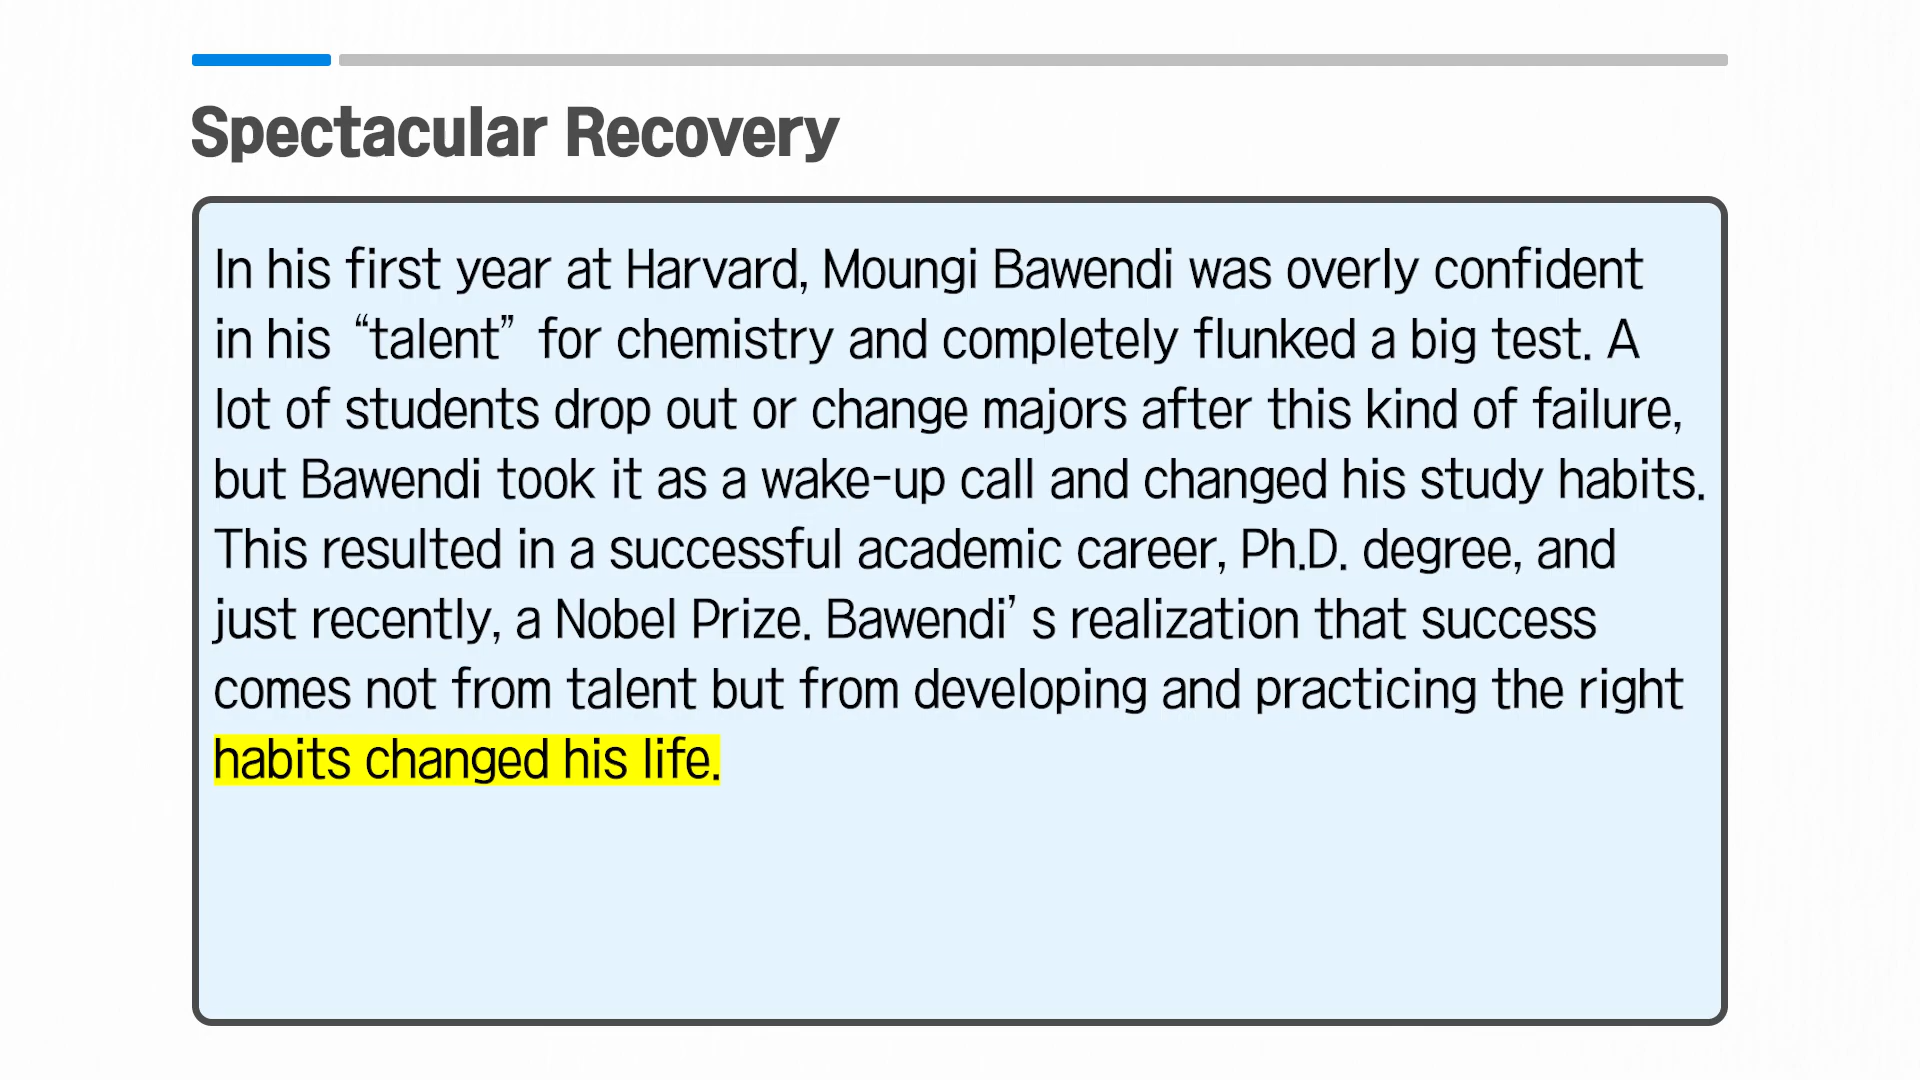 Spectacular Recovery
In his first year at Harvard, Moungi Bawendi was overly confident
in his “talent” for chemistry and completely flunked a big test. A
lot of students drop out or change majors after this kind of failure,
but Bawendi took it as a wake-up call and changed his study habits.
This resulted in a successful academic career, Ph.D. degree, and
just recently, a Nobel Prize. Bawendi’s realization that success
comes not from talent but from developing and practicing the right
habits changed his life.